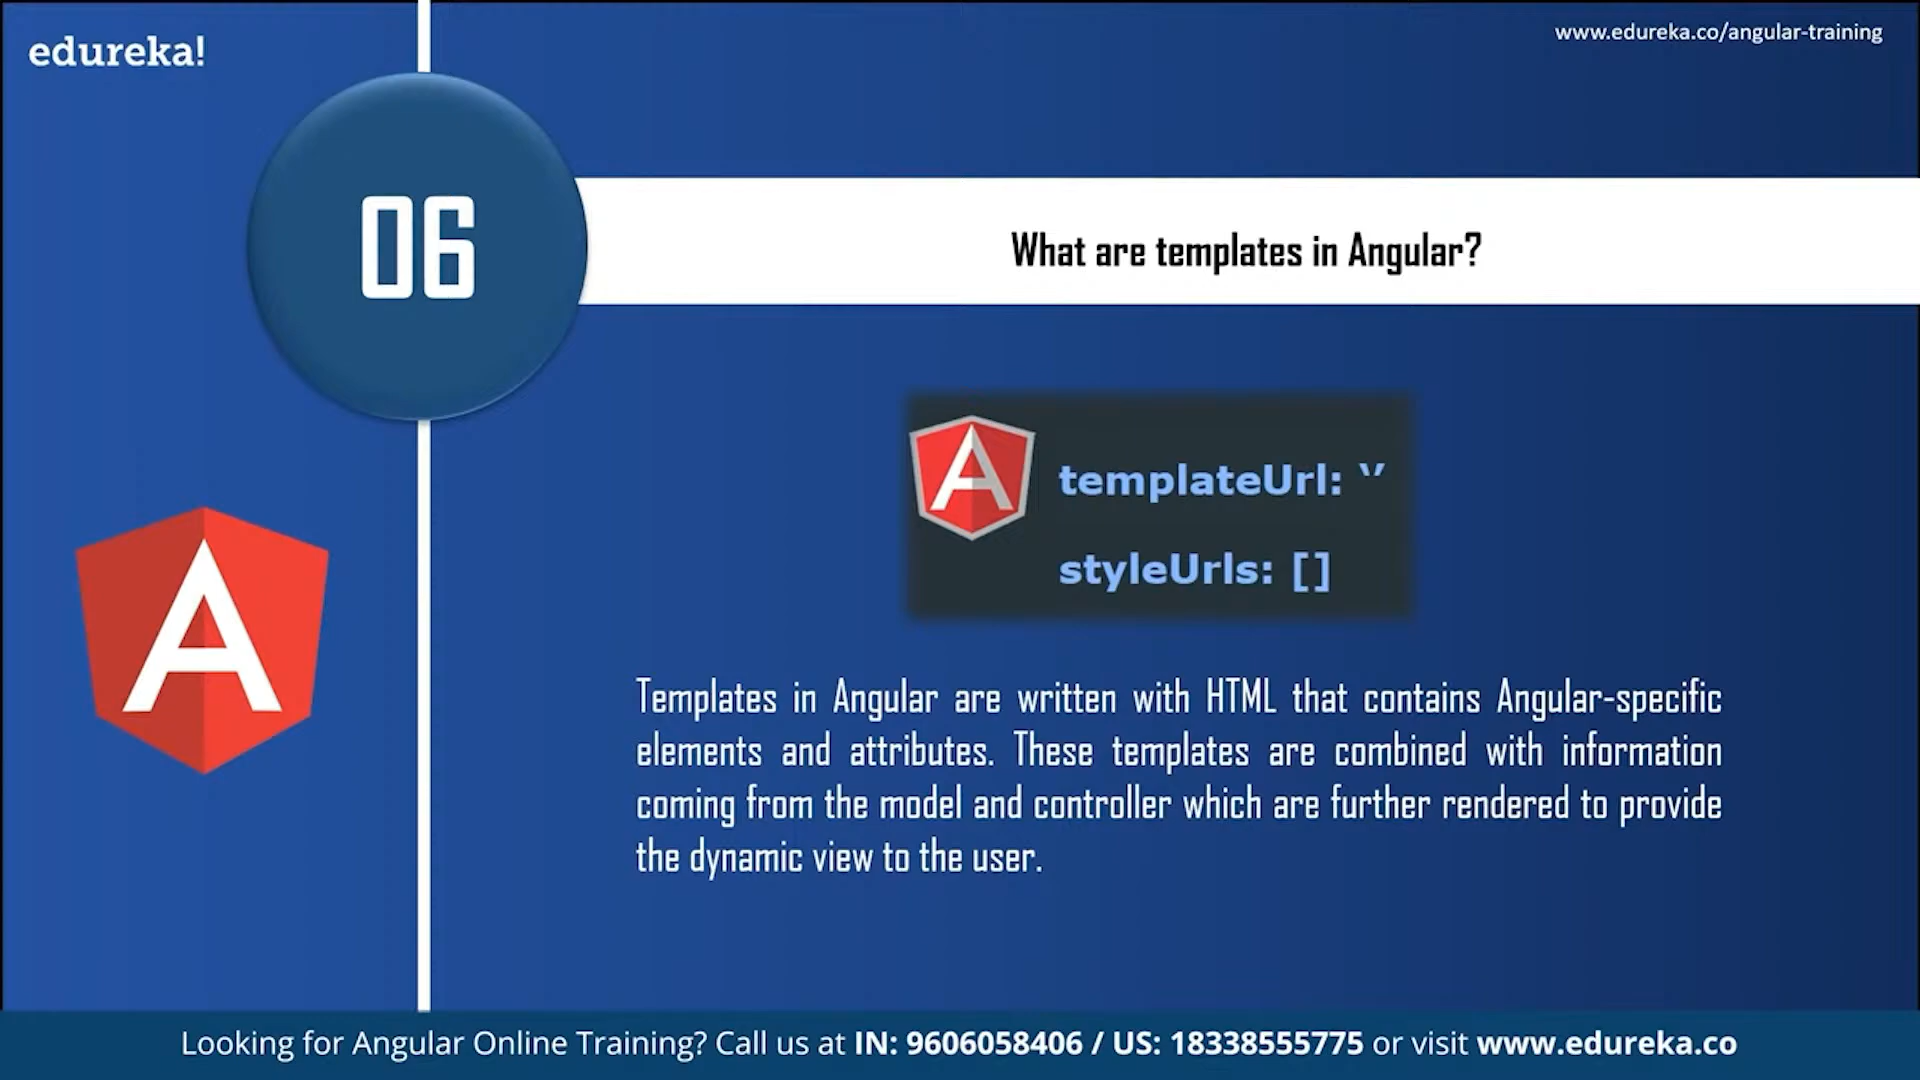 edureka!
www.edureka.co/angular-training
06
What are templates in Angular?
templateUrl: ‘’
styleUrls: []
Templates in Angular are written with HTML that contains Angular-specific
elements and attributes. These templates are combined with information
coming from the model and controller which are further rendered to provide
the dynamic view to the user.
Looking for Angular Online Training? Call us at IN: 9606058406 / US: 18338555775 or visit www.edureka.co